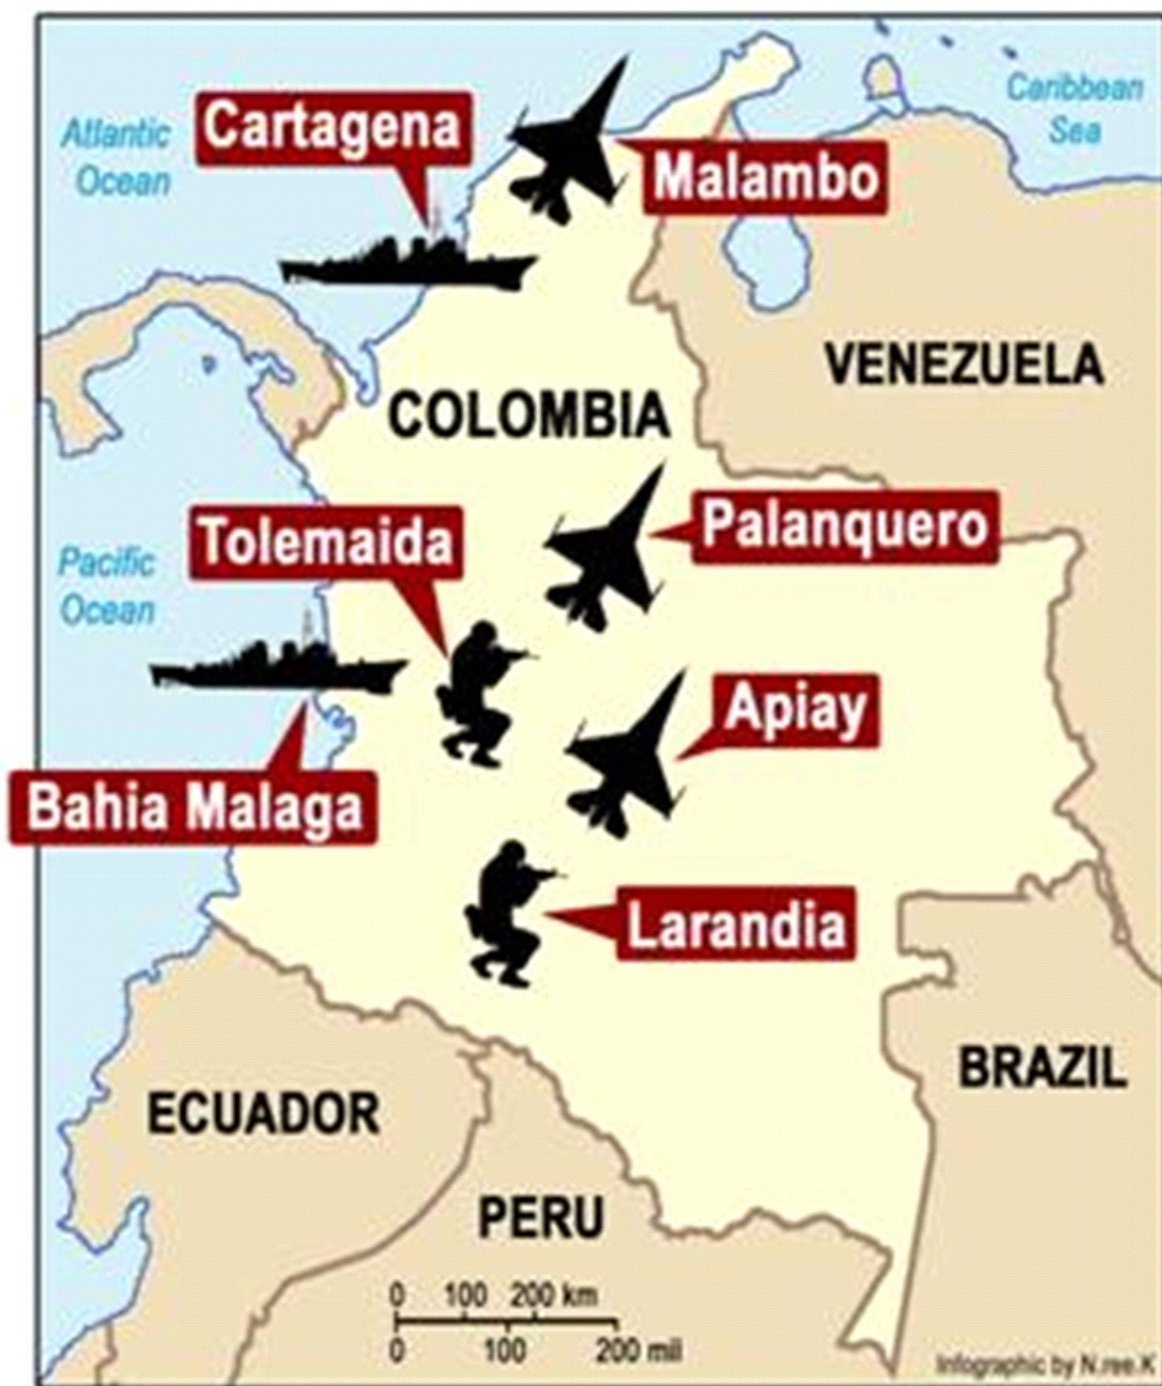 Caribbean
Sea
Atlantic
Ocean
Cartagena
Malambo
VENEZUELA
COLOMBIA
Palanquero
Tolemaida
Pacific
Ocean
Apiay
Bahia Malaga
Larandia
BRAZIL
ECUADOR
PERU
0 100 200 km
0 100 200 mil
Infographic by N.ree.K